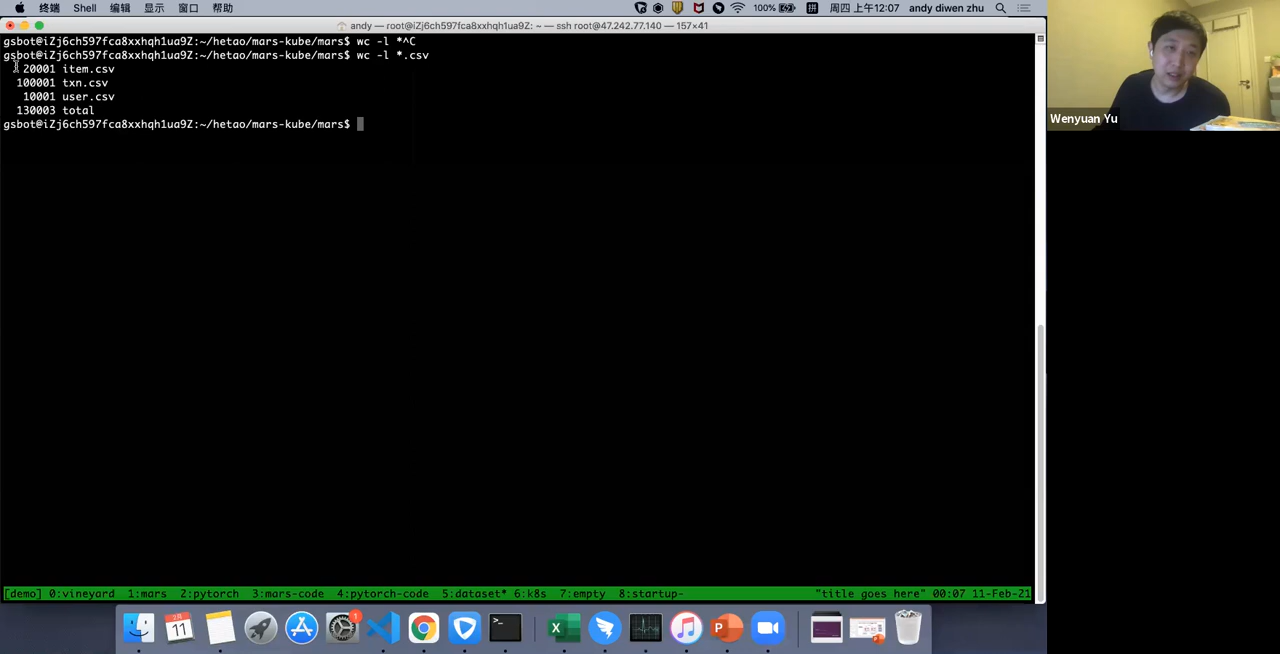 Shell 编辑 显示 窗口 帮助 终端 100% 周四 上午12:07 andy diwen zhu
andy — root@iZj6ch597fca8xxhqh1ua9Z: ~ — ssh root@47.242.77.140 — 157×41
gsbot@iZj6ch597fca8xxhqh1ua9Z:~/hetao/mars-kube/mars$ wc -l *^C
gsbot@iZj6ch597fca8xxhqh1ua9Z:~/hetao/mars-kube/mars$ wc -l *.csv
20001 item.csv
100001 txn.csv
10001 user.csv
130003 total
gsbot@iZj6ch597fca8xxhqh1ua9Z:~/hetao/mars-kube/mars$
Wenyuan Yu
[demo] 0:vineyard 1:mars 2:pytorch 3:mars-code 4:pytorch-code 5:dataset* 6:k8s 7:empty 8:startup- "title goes here" 00:07 11-Feb-21
2月
11
1